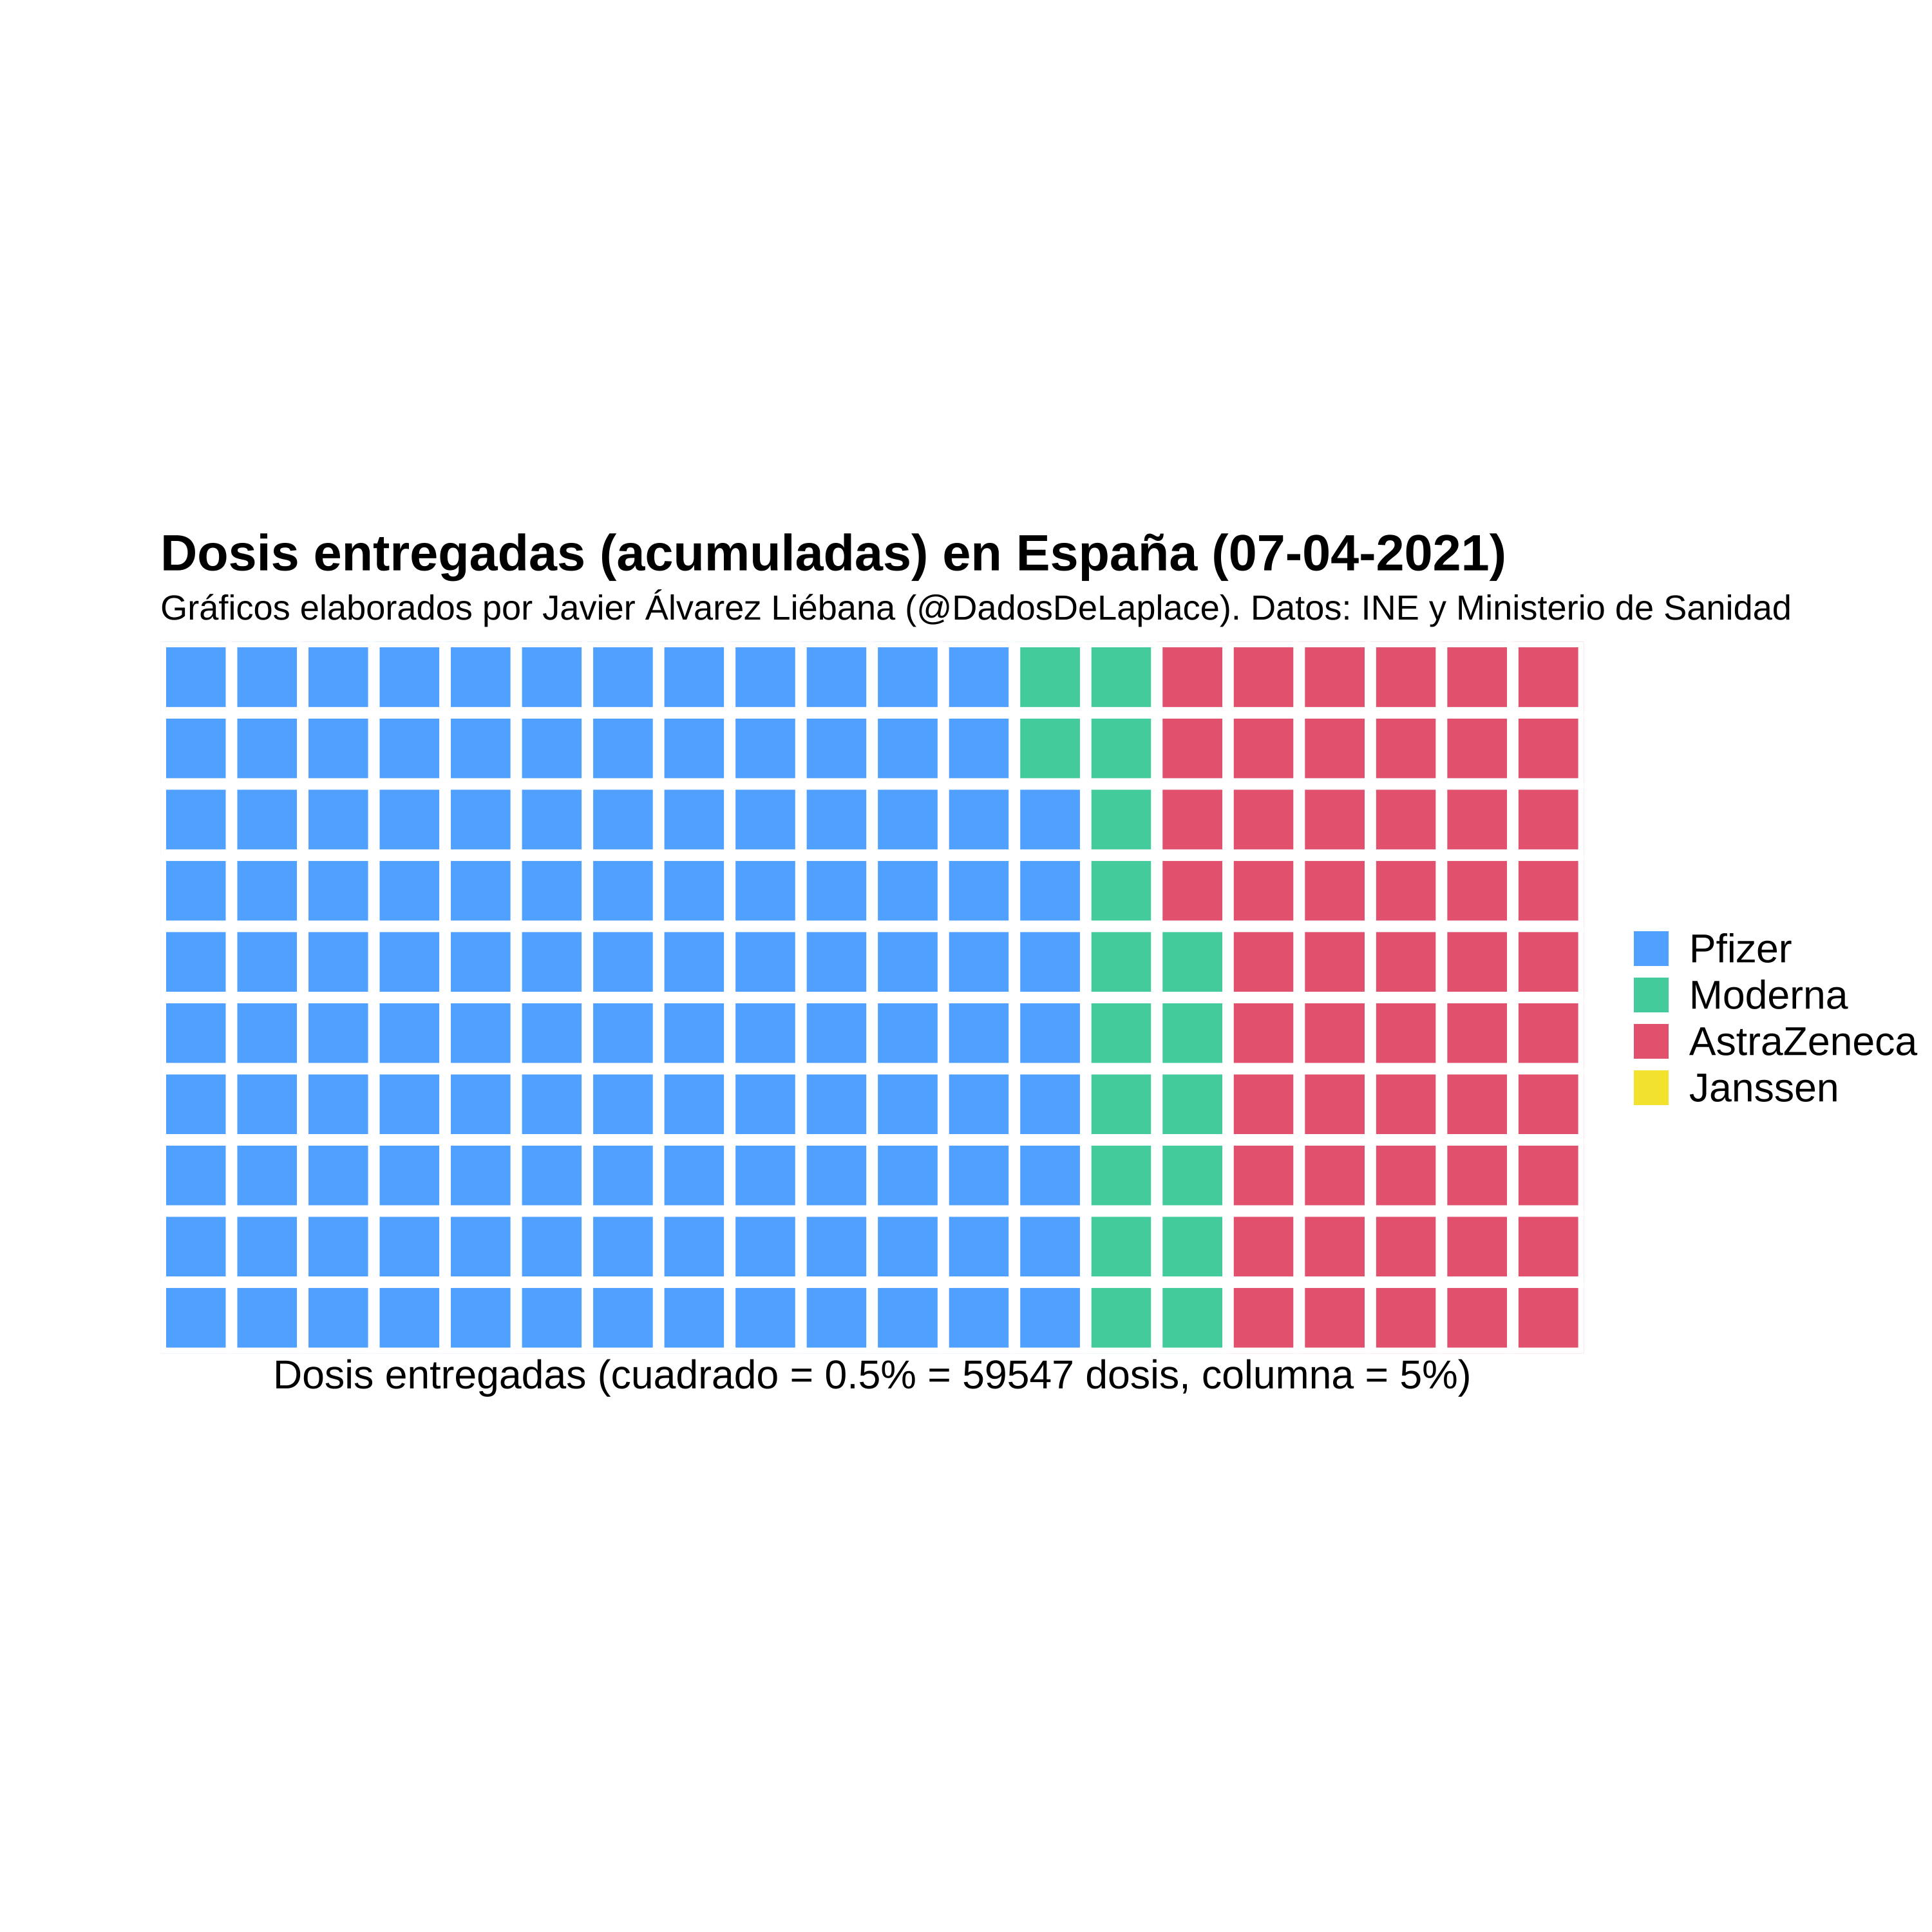 Dosis entregadas (acumuladas) en España (07-04-2021)
Gráficos elaborados por Javier Álvarez Liébana (@DadosDeLaplace). Datos: INE y Ministerio de Sanidad
Pfizer
Moderna
AstraZeneca
Janssen
Dosis entregadas (cuadrado = 0.5% = 59547 dosis, columna = 5%)